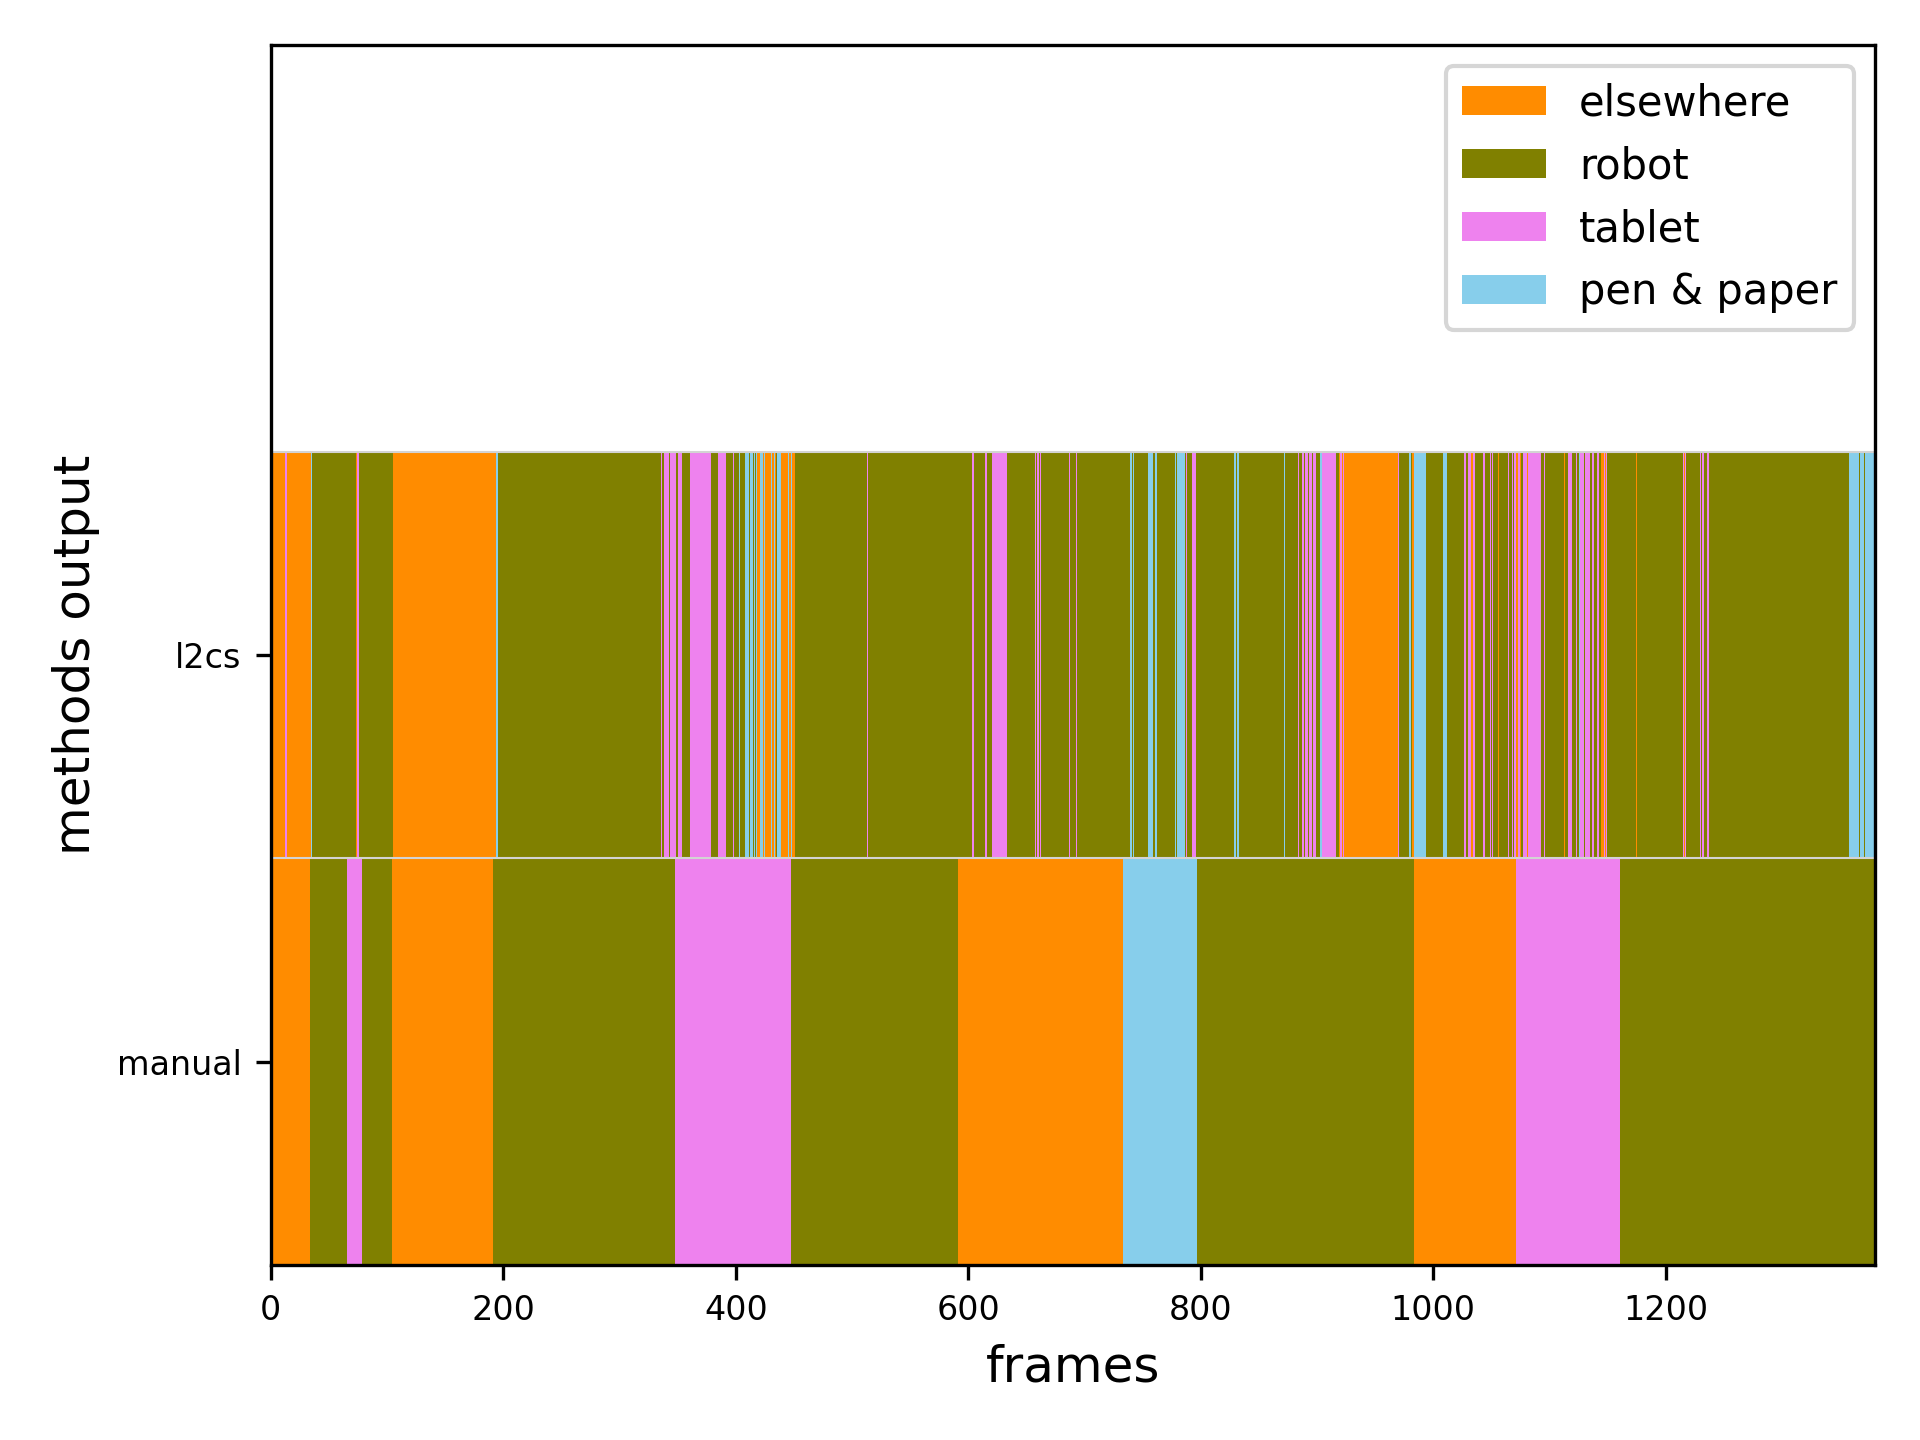 elsewhere
robot
tablet
pen & paper
methods output
l2cs
manual
0 200 400 600 800 1000 1200
frames